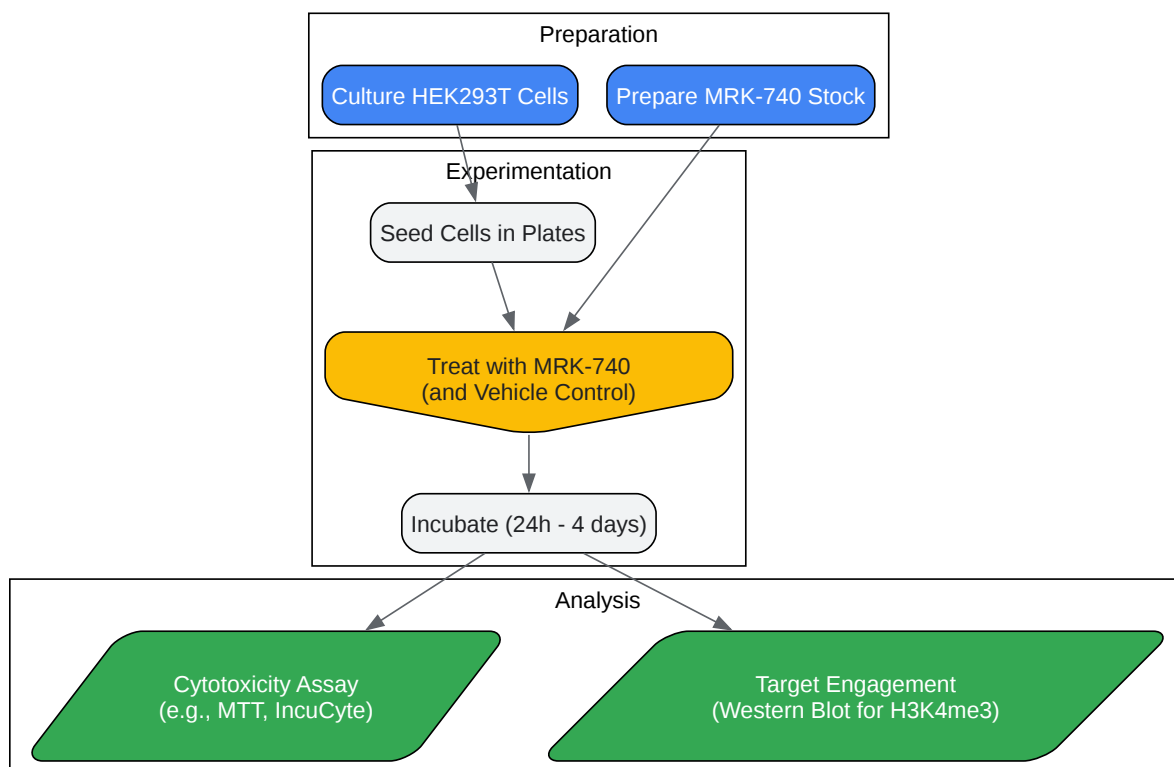 Preparation
Culture HEK293T Cells
Prepare MRK-740 Stock
Experimentation
Seed Cells in Plates
Treat with MRK-740
(and Vehicle Control)
Incubate (24h - 4 days)
Analysis
Cytotoxicity Assay
(e.g., MTT, IncuCyte)
Target Engagement
(Western Blot for H3K4me3)